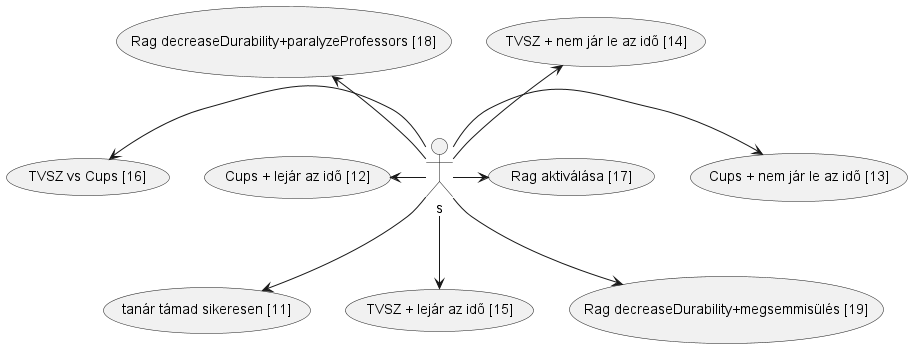 Rag decreaseDurability+paralyzeProfessors [18]
TVSZ + nem jár le az idő [14]
TVSZ vs Cups [16]
Cups + lejár az idő [12]
Rag aktiválása [17]
Cups + nem jár le az idő [13]
s
tanár támad sikeresen [11]
TVSZ + lejár az idő [15]
Rag decreaseDurability+megsemmisülés [19]